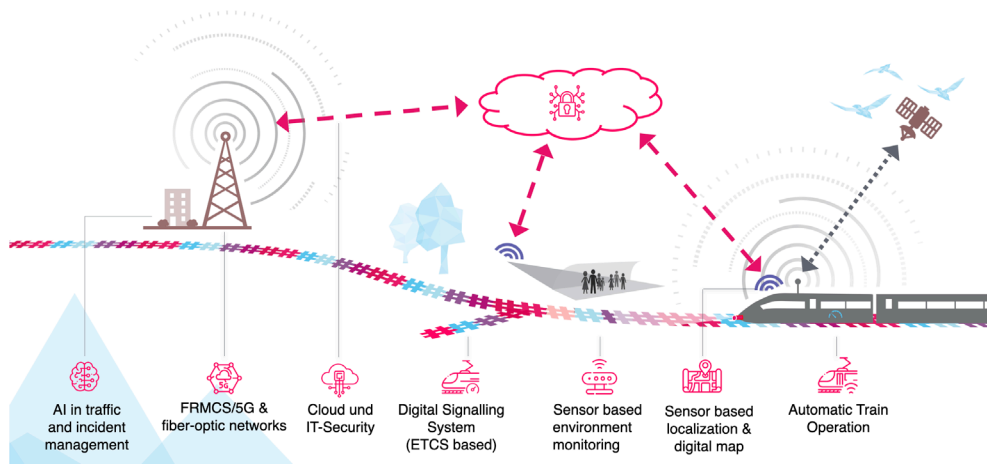 5G
AI in traffic
and incident
management
FRMCS/5G &
fiber-optic networks
Cloud und
IT-Security
Digital Signalling
System
(ETCS based)
Sensor based
environment
monitoring
Sensor based
localization &
digital map
Automatic Train
Operation